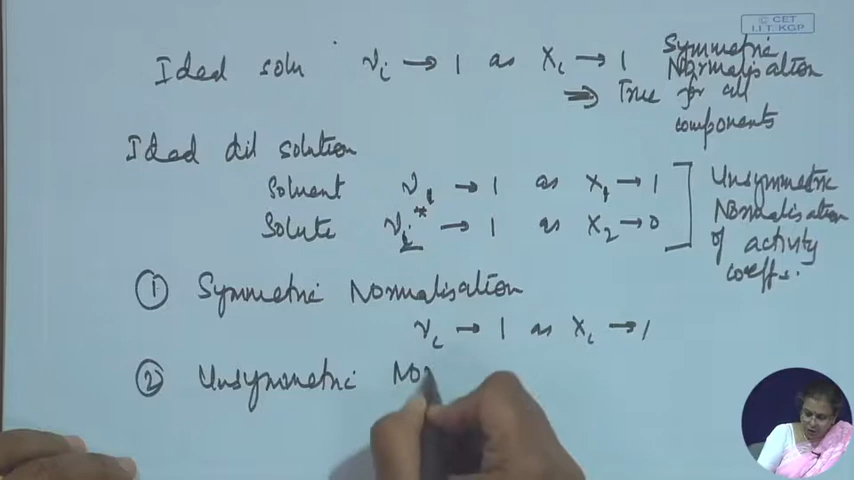 © CET
I.I.T. KGP
Ideal soln γi → 1 as xi → 1 Symmetric
Normalisation
⇒ True for all
components
Ideal dil solution
Solvent γ1 → 1 as x1 → 1 Unsymmetric
Solute γi* → 1 as x2 → 0 Normalisation
of activity
coeffs.
① Symmetric Normalisation
γi → 1 as xi → 1
② Unsymmetric No